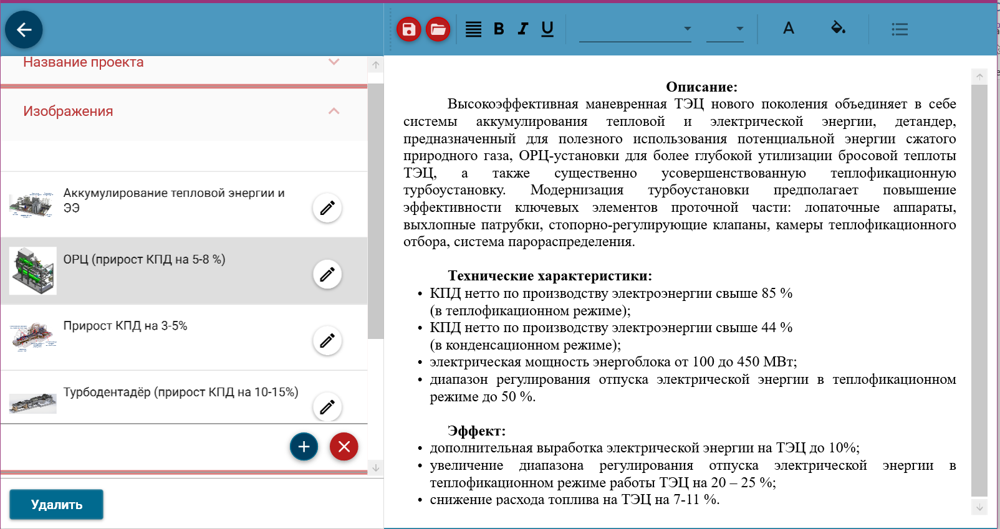 Название проекта
Изображения
Аккумулирование тепловой энергии и
ЭЭ
ОРЦ (прирост КПД на 5-8 %)
Прирост КПД на 3-5%
Турбодентадёр (прирост КПД на 10-15%)
Удалить
B I U
A
Описание:
Высокоэффективная маневренная ТЭЦ нового поколения объединяет в себе
системы аккумулирования тепловой и электрической энергии, детандер,
предназначенный для полезного использования потенциальной энергии сжатого
природного газа, ОРЦ-установки для более глубокой утилизации бросовой теплоты
ТЭЦ, а также существенно усовершенствованную теплофикационную
турбоустановку. Модернизация турбоустановки предполагает повышение
эффективности ключевых элементов проточной части: лопаточные аппараты,
выхлопные патрубки, стопорно-регулирующие клапаны, камеры теплофикационного
отбора, система парораспределения.
Технические характеристики:
• КПД нетто по производству электроэнергии свыше 85 %
(в теплофикационном режиме);
• КПД нетто по производству электроэнергии свыше 44 %
(в конденсационном режиме);
• электрическая мощность энергоблока от 100 до 450 МВт;
• диапазон регулирования отпуска электрической энергии в теплофикационном
режиме до 50 %.
Эффект:
• дополнительная выработка электрической энергии на ТЭЦ до 10%;
• увеличение диапазона регулирования отпуска электрической энергии в
теплофикационном режиме работы ТЭЦ на 20 – 25 %;
• снижение расхода топлива на ТЭЦ на 7-11 %.